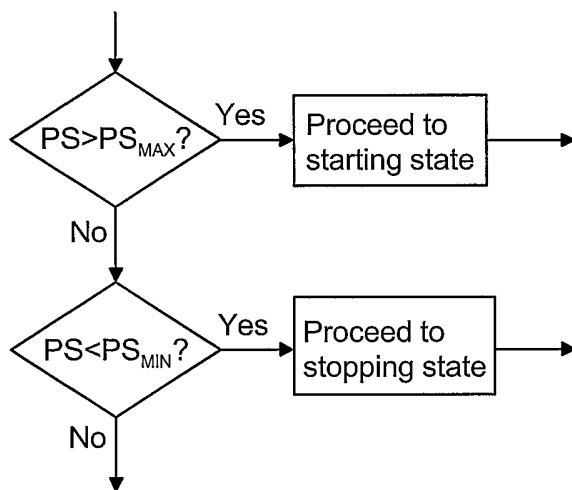 PS>PS_MAX?
Yes
Proceed to
starting state
No
PS<PS_MIN?
Yes
Proceed to
stopping state
No